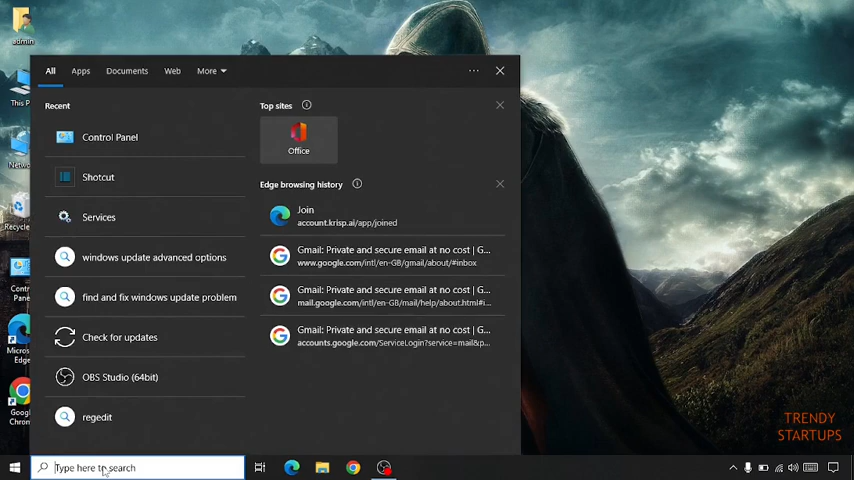 admin
This P
Netwo
Recycle
Contr
Pane
Micros
Edge
Goog
Chron
All
Apps
Documents
Web
More
Recent
Control Panel
Shotcut
Services
windows update advanced options
find and fix windows update problem
Check for updates
OBS Studio (64bit)
regedit
Top sites
Office
Edge browsing history
Join
account.krisp.ai/app/joined
Gmail: Private and secure email at no cost | G...
www.google.com/intl/en-GB/gmail/about/#inbox
Gmail: Private and secure email at no cost | G...
mail.google.com/intl/en-GB/mail/help/about.html#i...
Gmail: Private and secure email at no cost | G...
accounts.google.com/ServiceLogin?service=mail&p...
TRENDY
STARTUPS
Type here to search